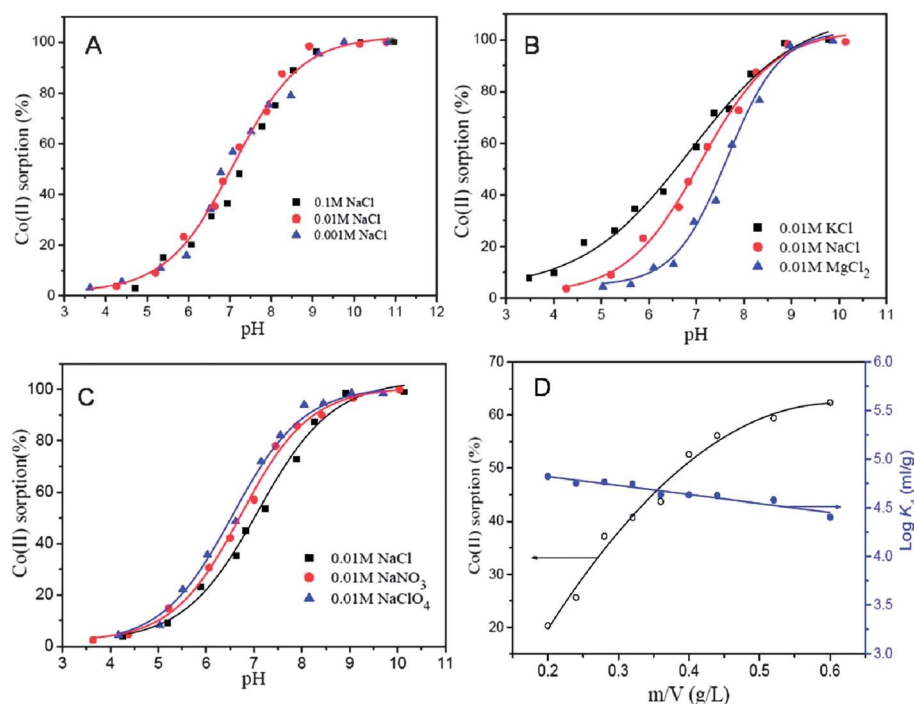 A
Co(II) sorption (%)
100
80
60
40
20
0
0.1M NaCl
0.01M NaCl
0.001M NaCl
3 4 5 6 7 8 9 10 11 12
pH
B
Co(II) sorption (%)
100
80
60
40
20
0
0.01M KCl
0.01M NaCl
0.01M MgCl₂
3 4 5 6 7 8 9 10 11
pH
C
Co(II) sorption(%)
100
80
60
40
20
0
0.01M NaCl
0.01M NaNO₃
0.01M NaClO₄
3 4 5 6 7 8 9 10 11
pH
D
Co(II) sorption (%)
70
60
50
40
30
20
6.0
5.5
5.0
4.5
4.0
3.5
3.0
Log K (ml/g)
0.2 0.3 0.4 0.5 0.6
m/V (g/L)